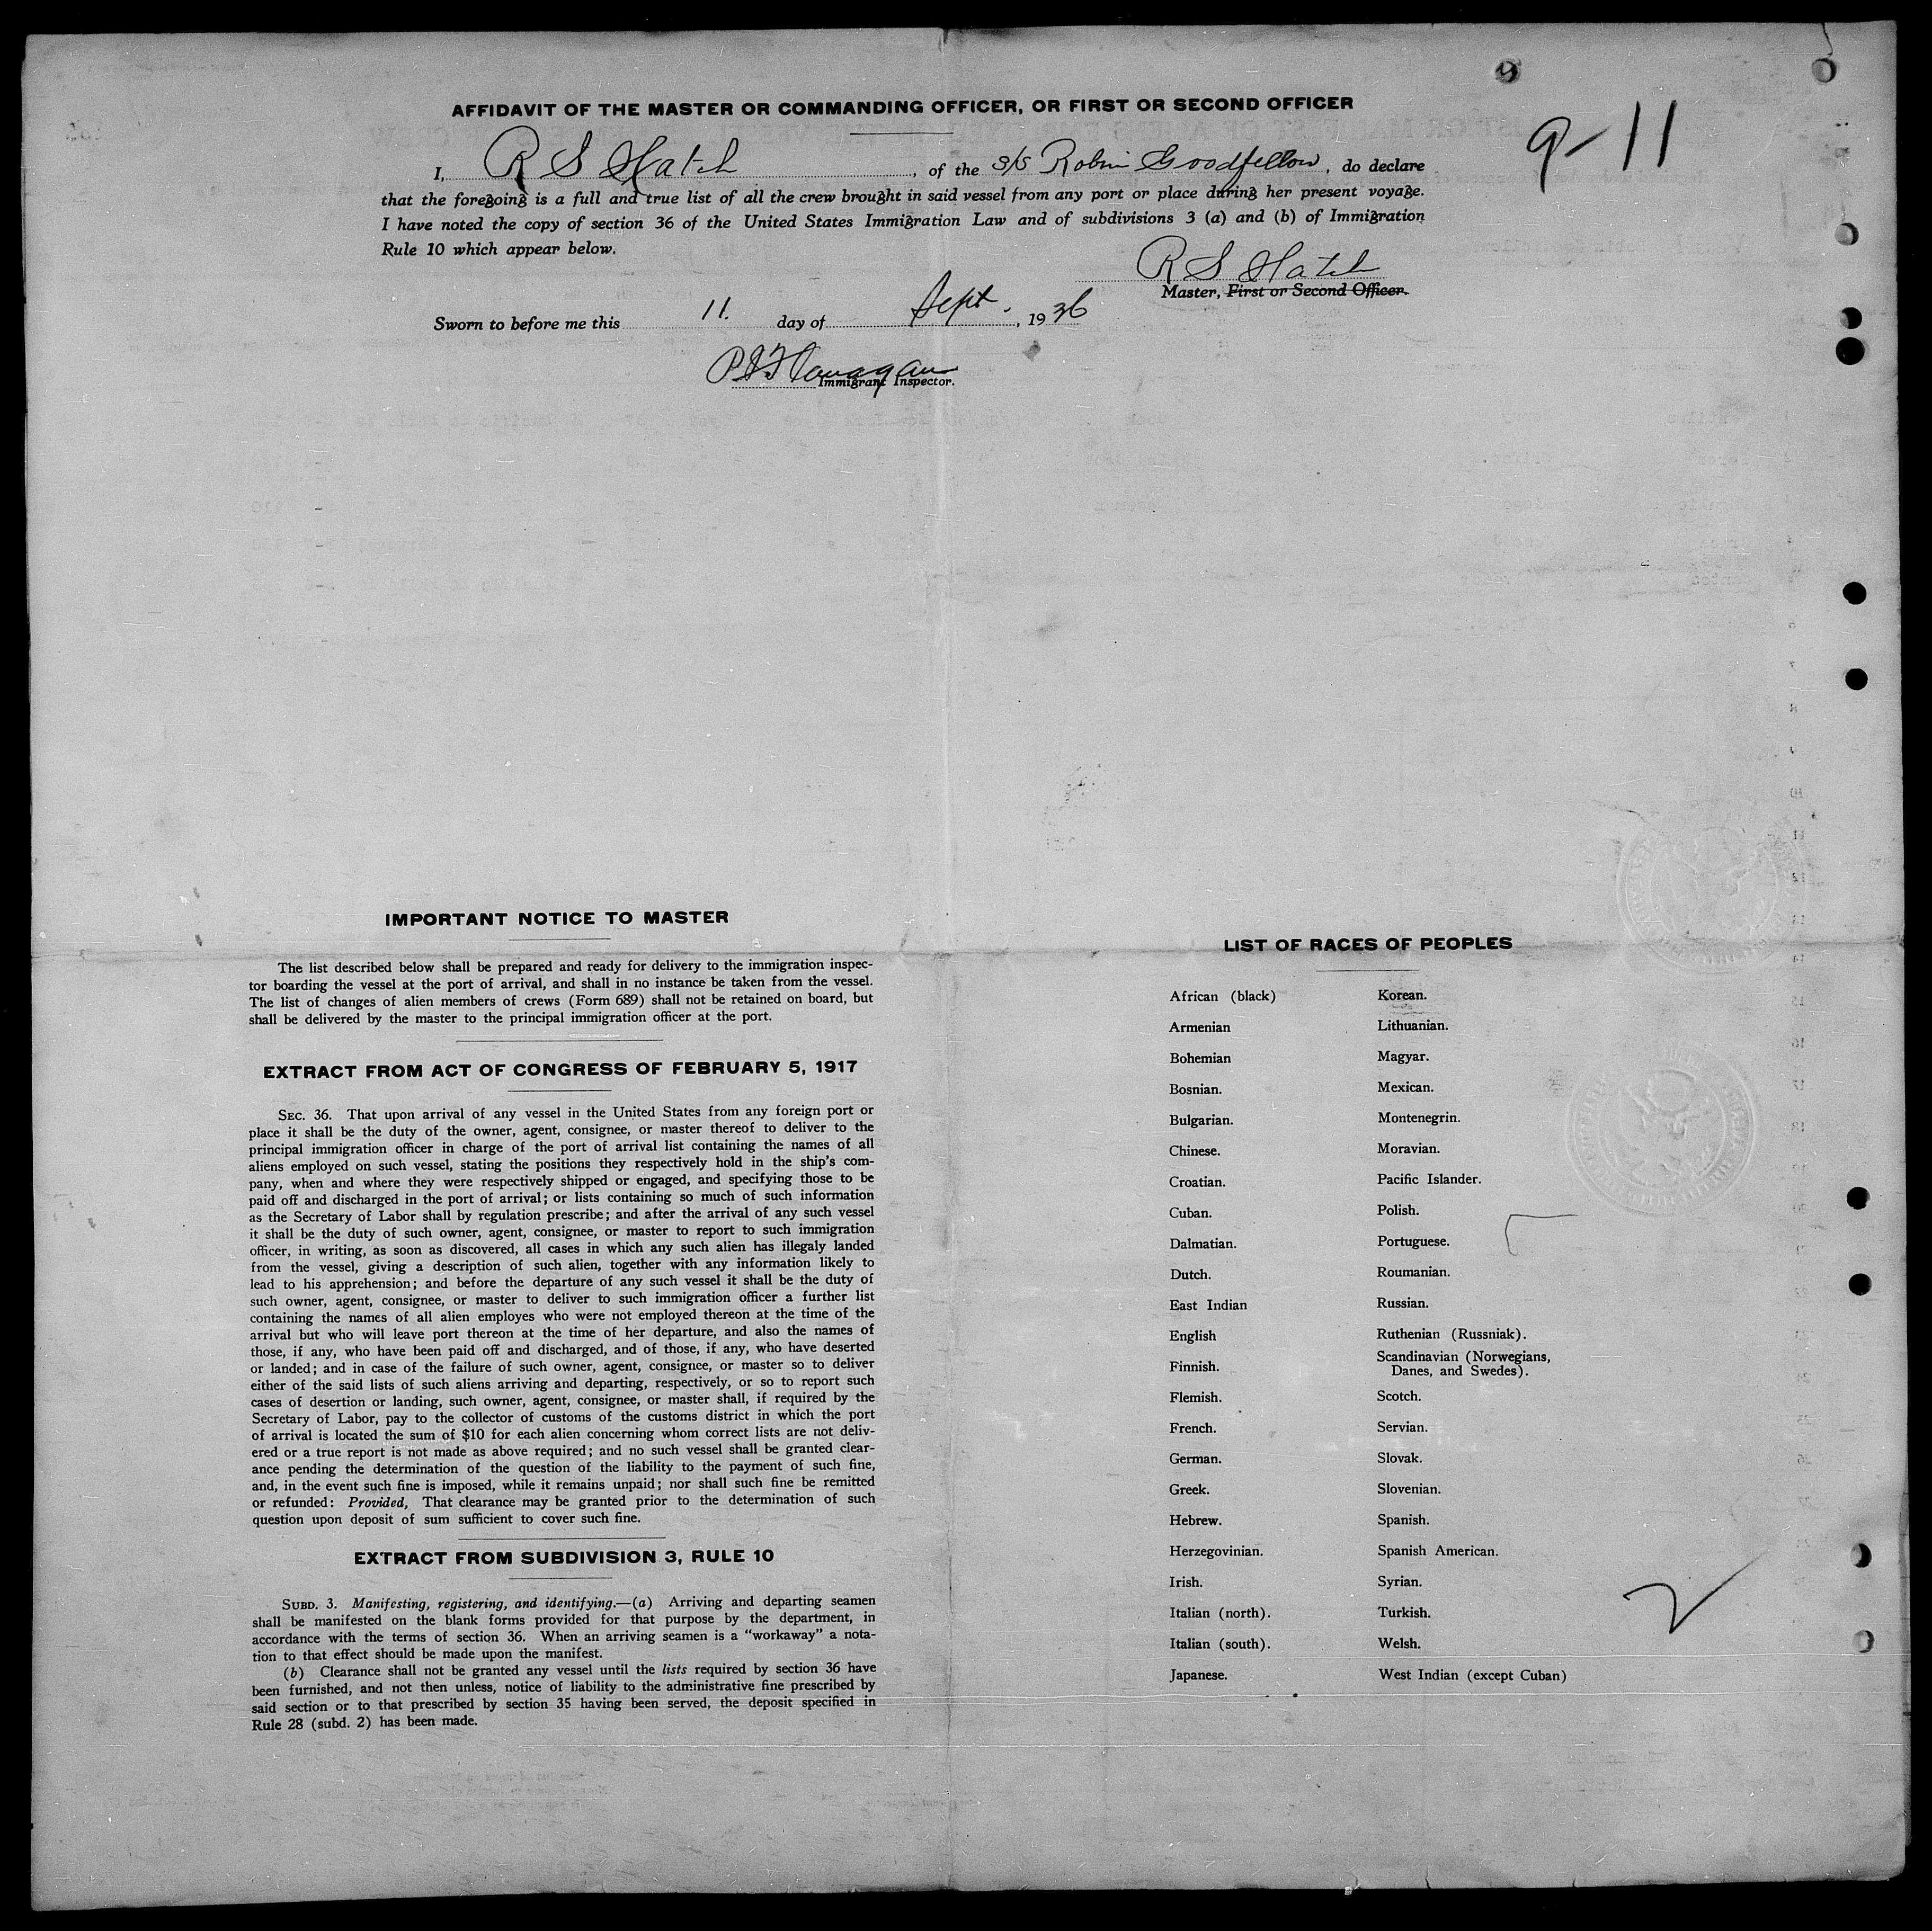 AFFIDAVIT OF THE MASTER OR COMMANDING OFFICER, OR FIRST OR SECOND OFFICER
9-11
I, R S Hatch, of the S/S Robin Goodfellow, do declare
that the foregoing is a full and true list of all the crew brought in said vessel from any port or place during her present voyage.
I have noted the copy of section 36 of the United States Immigration Law and of subdivisions 3 (a) and (b) of Immigration
Rule 10 which appear below.
R S Hatch
Master, First or Second Officer.
Sworn to before me this 11. day of Sept., 1936
P J Flanagan
Immigrant Inspector.
IMPORTANT NOTICE TO MASTER
The list described below shall be prepared and ready for delivery to the immigration inspec-
tor boarding the vessel at the port of arrival, and shall in no instance be taken from the vessel.
The list of changes of alien members of crews (Form 689) shall not be retained on board, but
shall be delivered by the master to the principal immigration officer at the port.
EXTRACT FROM ACT OF CONGRESS OF FEBRUARY 5, 1917
SEC. 36. That upon arrival of any vessel in the United States from any foreign port or
place it shall be the duty of the owner, agent, consignee, or master thereof to deliver to the
principal immigration officer in charge of the port of arrival list containing the names of all
aliens employed on such vessel, stating the positions they respectively hold in the ship's com-
pany, when and where they were respectively shipped or engaged, and specifying those to be
paid off and discharged in the port of arrival; or lists containing so much of such information
as the Secretary of Labor shall by regulation prescribe; and after the arrival of any such vessel
it shall be the duty of such owner, agent, consignee, or master to report to such immigration
officer, in writing, as soon as discovered, all cases in which any such alien has illegaly landed
from the vessel, giving a description of such alien, together with any information likely to
lead to his apprehension; and before the departure of any such vessel it shall be the duty of
such owner, agent, consignee, or master to deliver to such immigration officer a further list
containing the names of all alien employes who were not employed thereon at the time of the
arrival but who will leave port thereon at the time of her departure, and also the names of
those, if any, who have been paid off and discharged, and of those, if any, who have deserted
or landed; and in case of the failure of such owner, agent, consignee, or master so to deliver
either of the said lists of such aliens arriving and departing, respectively, or so to report such
cases of desertion or landing, such owner, agent, consignee, or master shall, if required by the
Secretary of Labor, pay to the collector of customs of the customs district in which the port
of arrival is located the sum of $10 for each alien concerning whom correct lists are not deliv-
ered or a true report is not made as above required; and no such vessel shall be granted clear-
ance pending the determination of the question of the liability to the payment of such fine,
and, in the event such fine is imposed, while it remains unpaid; nor shall such fine be remitted
or refunded: Provided, That clearance may be granted prior to the determination of such
question upon deposit of sum sufficient to cover such fine.
EXTRACT FROM SUBDIVISION 3, RULE 10
SUBD. 3. Manifesting, registering, and identifying.—(a) Arriving and departing seamen
shall be manifested on the blank forms provided for that purpose by the department, in
accordance with the terms of section 36. When an arriving seamen is a "workaway" a nota-
tion to that effect should be made upon the manifest.
(b) Clearance shall not be granted any vessel until the lists required by section 36 have
been furnished, and not then unless, notice of liability to the administrative fine prescribed by
said section or to that prescribed by section 35 having been served, the deposit specified in
Rule 28 (subd. 2) has been made.
LIST OF RACES OF PEOPLES
African (black)
Armenian
Bohemian
Bosnian.
Bulgarian.
Chinese.
Croatian.
Cuban.
Dalmatian.
Dutch.
East Indian
English
Finnish.
Flemish.
French.
German.
Greek.
Hebrew.
Herzegovinian.
Irish.
Italian (north).
Italian (south).
Japanese.
Korean.
Lithuanian.
Magyar.
Mexican.
Montenegrin.
Moravian.
Pacific Islander.
Polish.
Portuguese.
Roumanian.
Russian.
Ruthenian (Russniak).
Scandinavian (Norwegians,
Danes, and Swedes).
Scotch.
Servian.
Slovak.
Slovenian.
Spanish.
Spanish American.
Syrian.
Turkish.
Welsh.
West Indian (except Cuban)